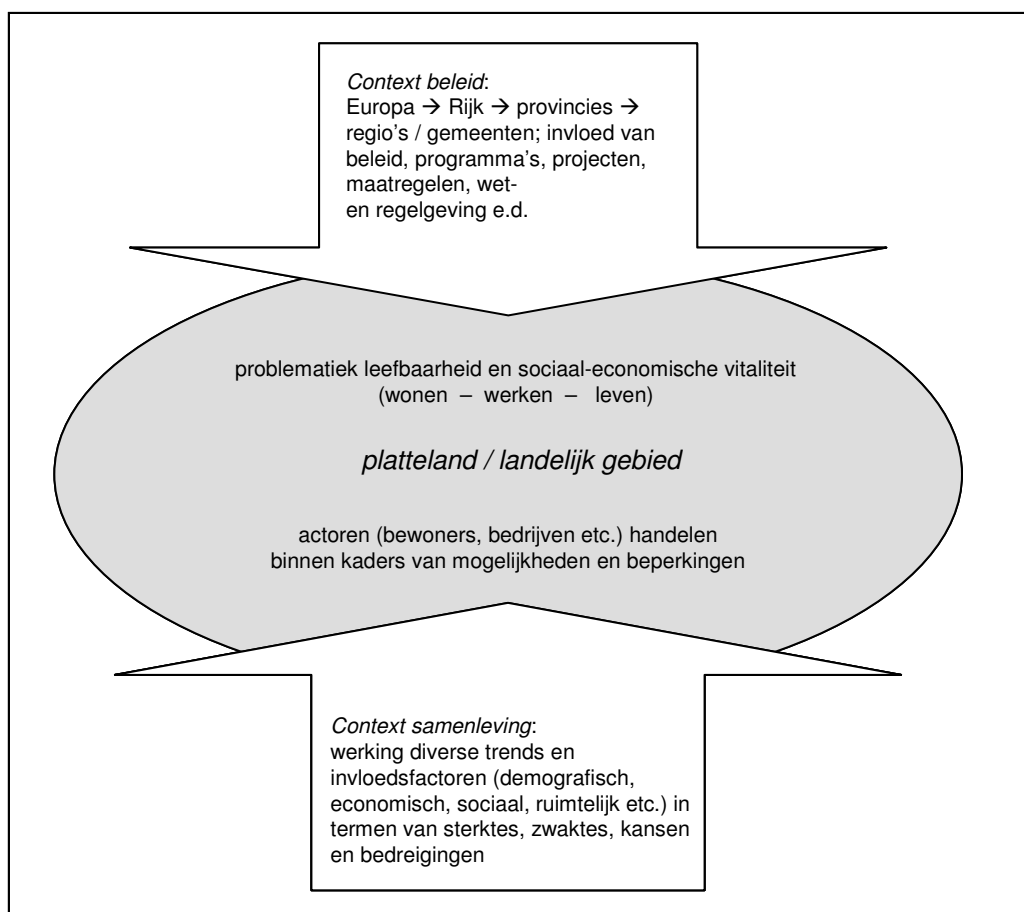 Context beleid:
Europa → Rijk → provincies →
regio's / gemeenten; invloed van
beleid, programma's, projecten,
maatregelen, wet-
en regelgeving e.d.
problematiek leefbaarheid en sociaal-economische vitaliteit
(wonen – werken – leven)
platteland / landelijk gebied
actoren (bewoners, bedrijven etc.) handelen
binnen kaders van mogelijkheden en beperkingen
Context samenleving:
werking diverse trends en
invloedsfactoren (demografisch,
economisch, sociaal, ruimtelijk etc.) in
termen van sterktes, zwaktes, kansen
en bedreigingen